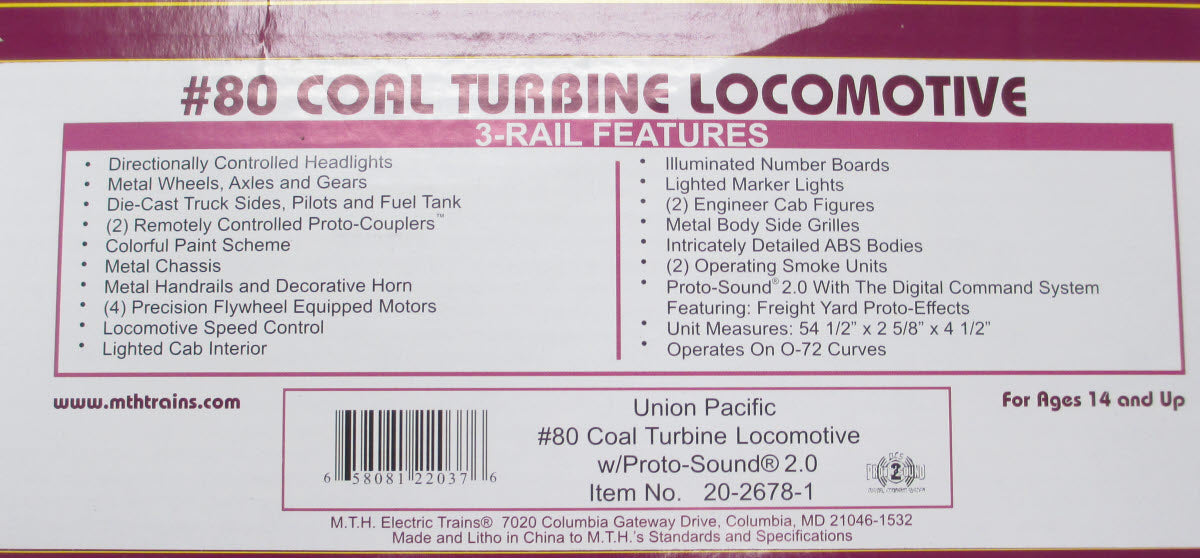 #80 COAL TURBINE LOCOMOTIVE
3-RAIL FEATURES
• Directionally Controlled Headlights
• Metal Wheels, Axles and Gears
• Die-Cast Truck Sides, Pilots and Fuel Tank
• (2) Remotely Controlled Proto-Couplers™
• Colorful Paint Scheme
• Metal Chassis
• Metal Handrails and Decorative Horn
• (4) Precision Flywheel Equipped Motors
• Locomotive Speed Control
• Lighted Cab Interior
• Illuminated Number Boards
• Lighted Marker Lights
• (2) Engineer Cab Figures
• Metal Body Side Grilles
• Intricately Detailed ABS Bodies
• (2) Operating Smoke Units
• Proto-Sound® 2.0 With The Digital Command System
Featuring: Freight Yard Proto-Effects
• Unit Measures: 54 1/2” x 2 5/8” x 4 1/2”
• Operates On O-72 Curves
www.mthtrains.com
For Ages 14 and Up
6 58081 22037 6
Union Pacific
#80 Coal Turbine Locomotive
w/Proto-Sound® 2.0
Item No. 20-2678-1
M.T.H. Electric Trains® 7020 Columbia Gateway Drive, Columbia, MD 21046-1532
Made and Litho in China to M.T.H.'s Standards and Specifications